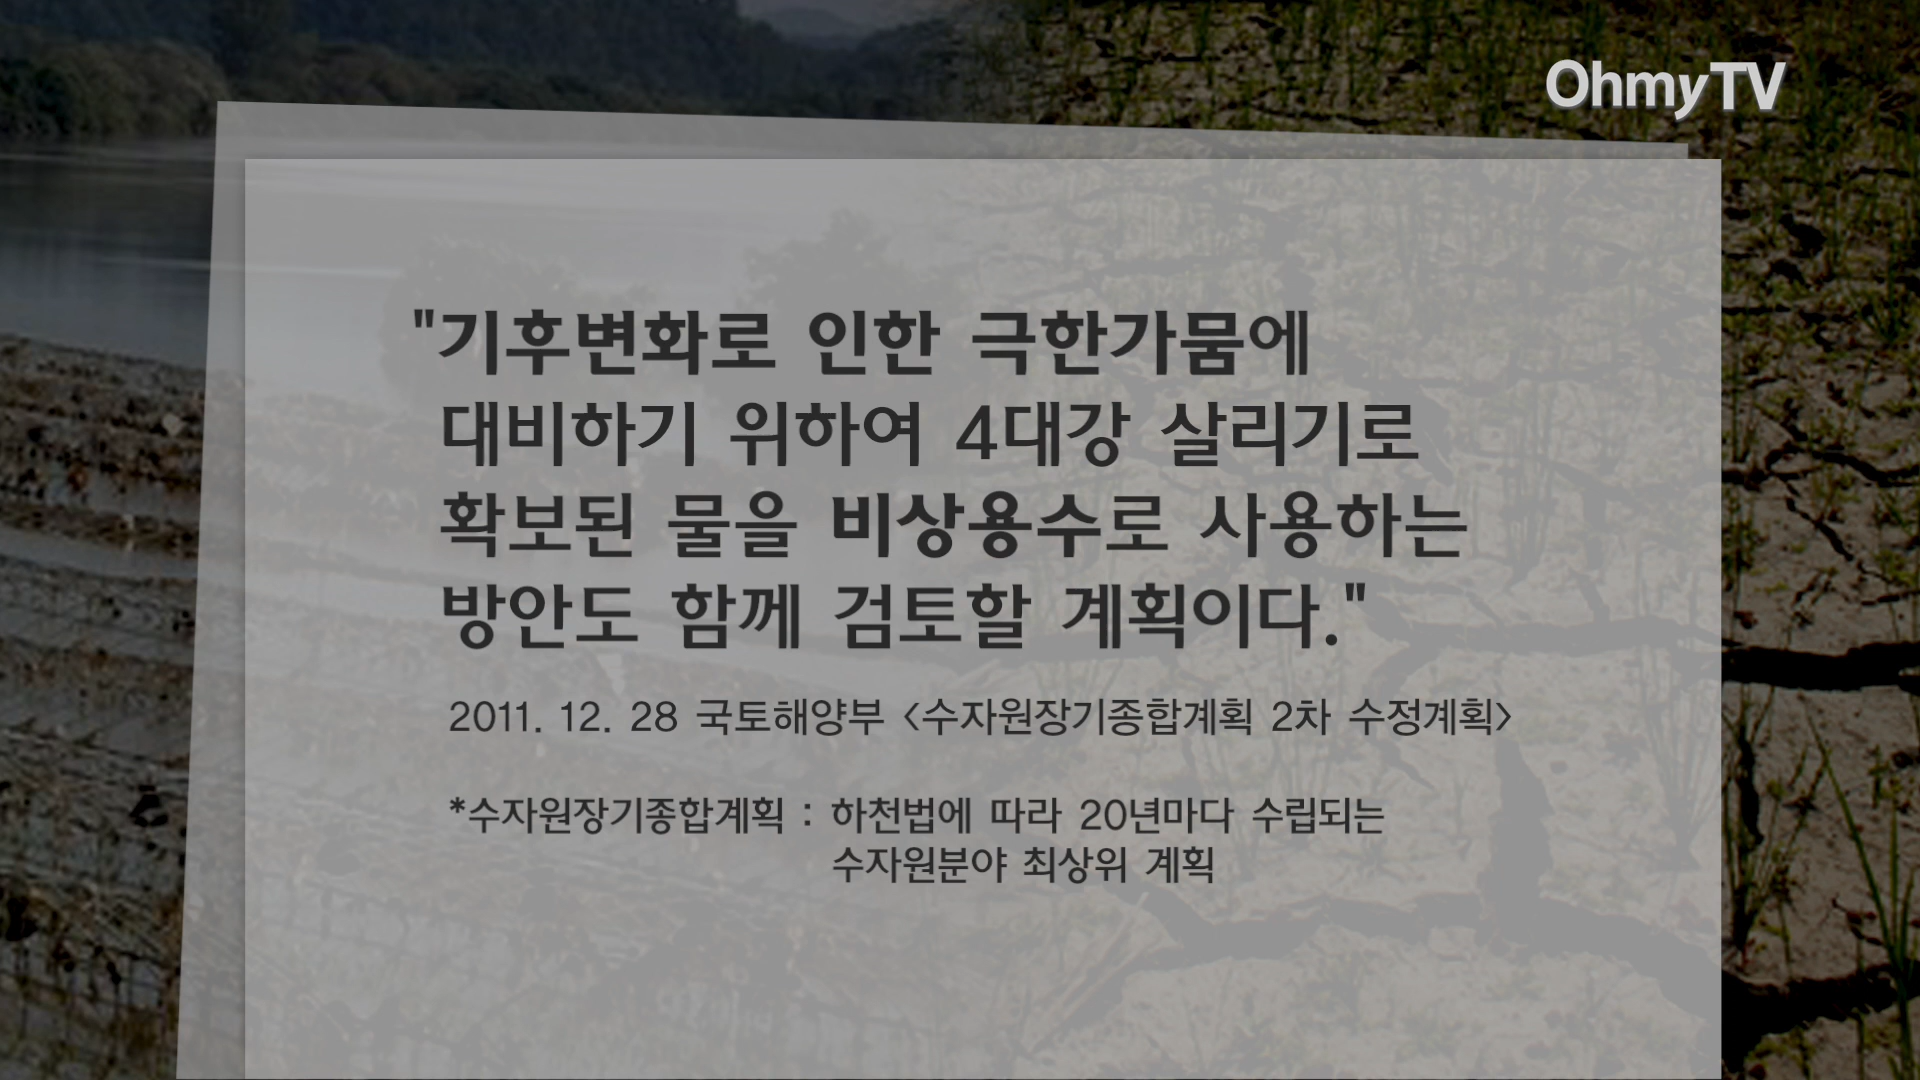 OhmyTV
"기후변화로 인한 극한가뭄에
대비하기 위하여 4대강 살리기로
확보된 물을 비상용수로 사용하는
방안도 함께 검토할 계획이다."
2011. 12. 28 국토해양부 <수자원장기종합계획 2차 수정계획>
*수자원장기종합계획 : 하천법에 따라 20년마다 수립되는
수자원분야 최상위 계획